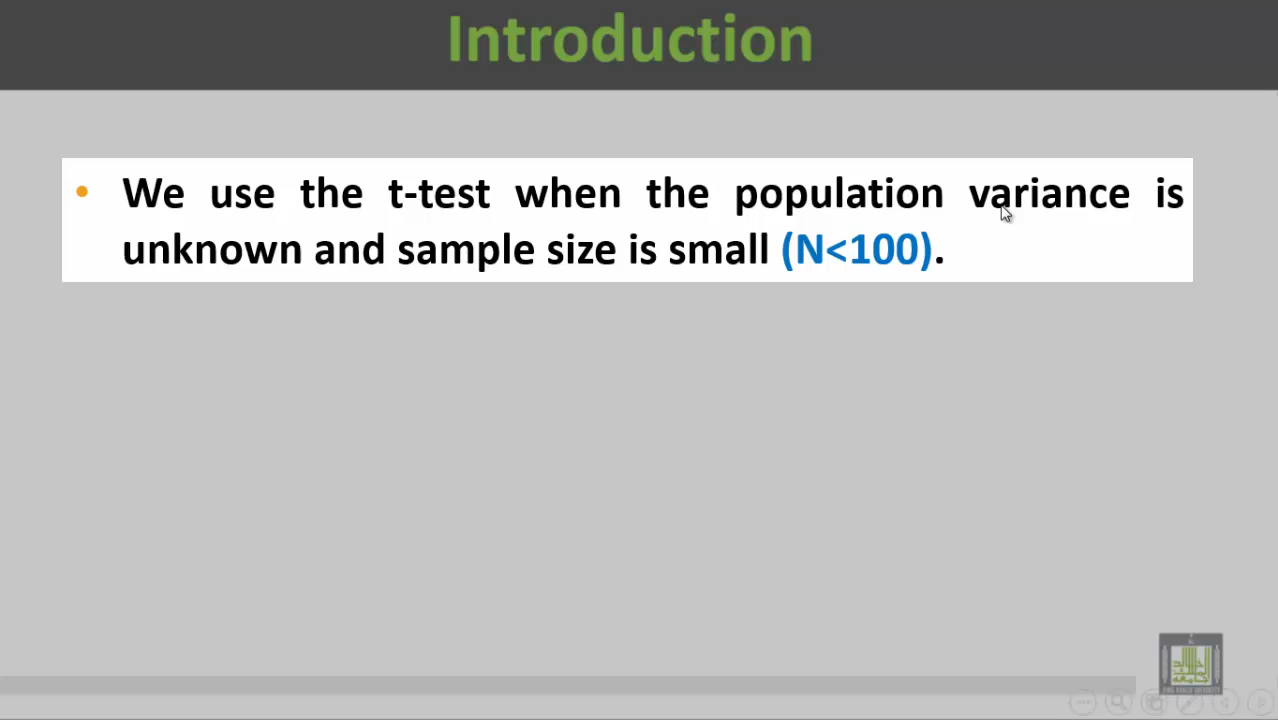 Introduction
• We use the t-test when the population variance is
unknown and sample size is small (N<100).